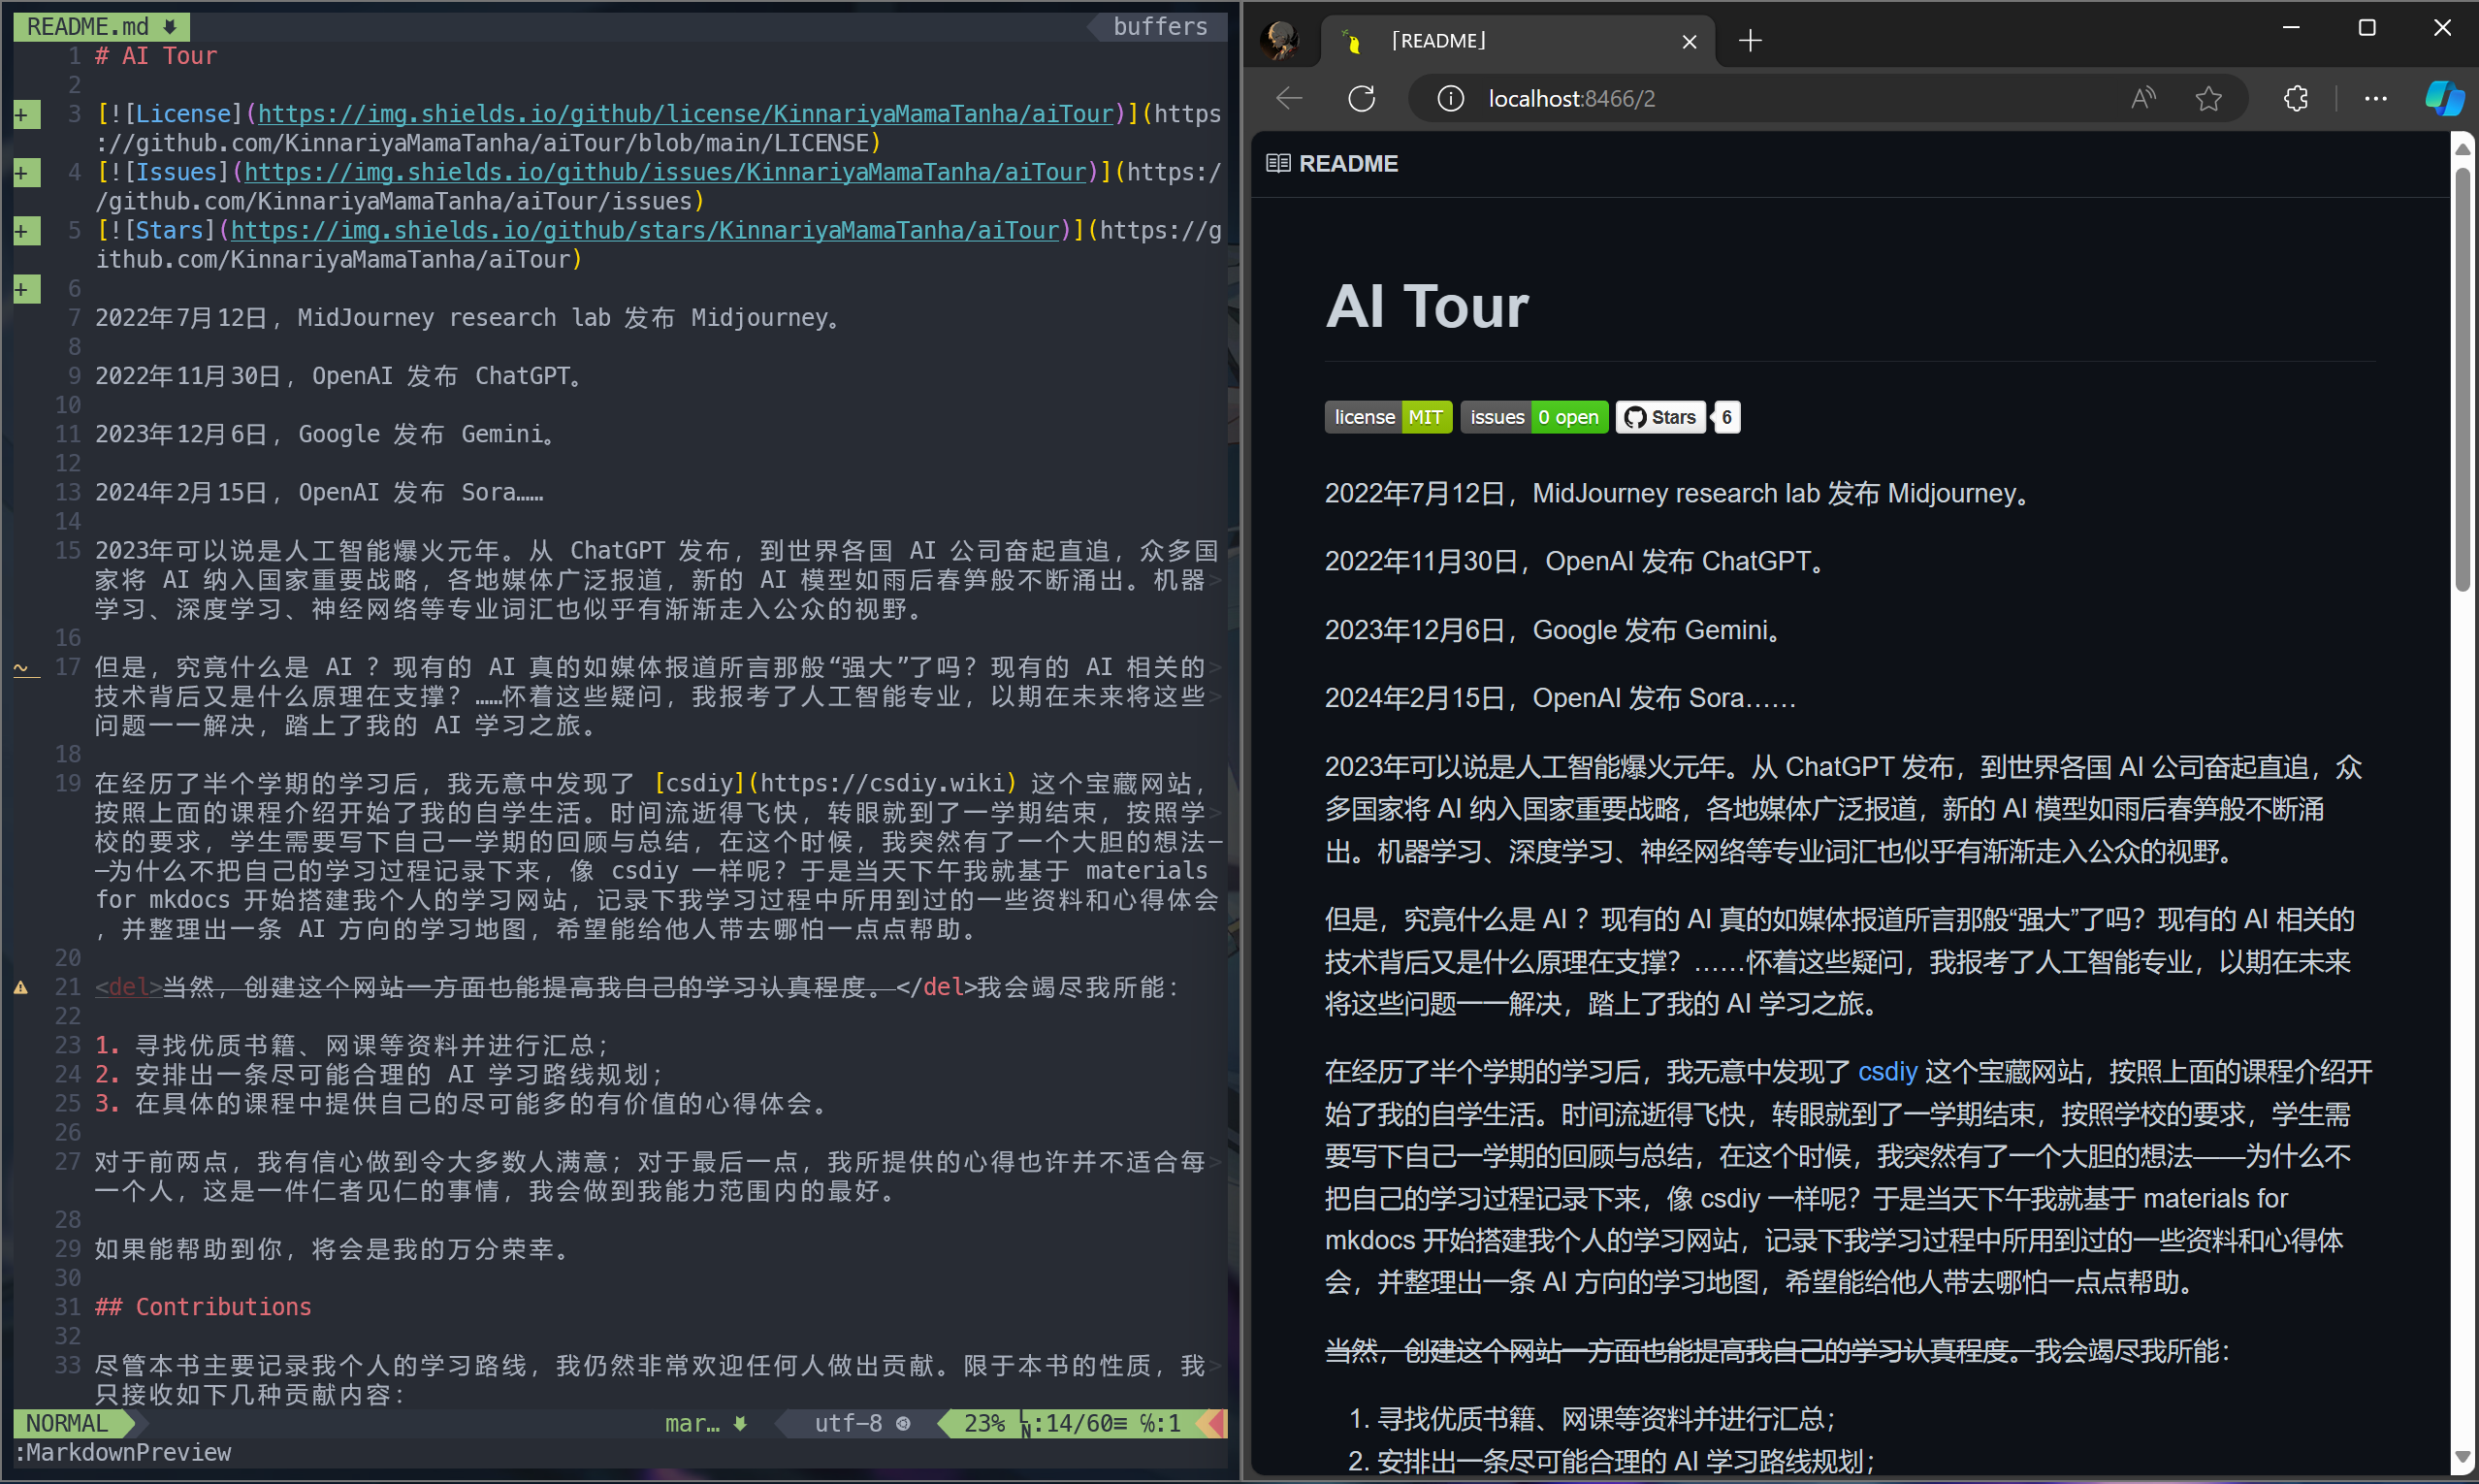 README.md
buffers
1 # AI Tour
2
+ 3 [![License](https://img.shields.io/github/license/KinnariyaMamaTanha/aiTour)](https
://github.com/KinnariyaMamaTanha/aiTour/blob/main/LICENSE)
+ 4 [![Issues](https://img.shields.io/github/issues/KinnariyaMamaTanha/aiTour)](https:/
/github.com/KinnariyaMamaTanha/aiTour/issues)
+ 5 [![Stars](https://img.shields.io/github/stars/KinnariyaMamaTanha/aiTour)](https://g
ithub.com/KinnariyaMamaTanha/aiTour)
+ 6
7 2022年7月12日，MidJourney research lab 发布 Midjourney。
8
9 2022年11月30日，OpenAI 发布 ChatGPT。
10
11 2023年12月6日，Google 发布 Gemini。
12
13 2024年2月15日，OpenAI 发布 Sora……
14
15 2023年可以说是人工智能爆火元年。从 ChatGPT 发布，到世界各国 AI 公司奋起直追，众多国
家将 AI 纳入国家重要战略，各地媒体广泛报道，新的 AI 模型如雨后春笋般不断涌出。机器>
学习、深度学习、神经网络等专业词汇也似乎有渐渐走入公众的视野。
16
~ 17 但是，究竟什么是 AI ？现有的 AI 真的如媒体报道所言那般“强大”了吗？现有的 AI 相关的>
技术背后又是什么原理在支撑？……怀着这些疑问，我报考了人工智能专业，以期在未来将这些>
问题一一解决，踏上了我的 AI 学习之旅。
18
19 在经历了半个学期的学习后，我无意中发现了 [csdiy](https://csdiy.wiki) 这个宝藏网站，
按照上面的课程介绍开始了我的自学生活。时间流逝得飞快，转眼就到了一学期结束，按照学>
校的要求，学生需要写下自己一学期的回顾与总结，在这个时候，我突然有了一个大胆的想法—
—为什么不把自己的学习过程记录下来，像 csdiy 一样呢？于是当天下午我就基于 materials
for mkdocs 开始搭建我个人的学习网站，记录下我学习过程中所用到过的一些资料和心得体会
，并整理出一条 AI 方向的学习地图，希望能给他人带去哪怕一点点帮助。
20
21 <del>当然，创建这个网站一方面也能提高我自己的学习认真程度。</del>我会竭尽我所能：
22
23 1. 寻找优质书籍、网课等资料并进行汇总；
24 2. 安排出一条尽可能合理的 AI 学习路线规划；
25 3. 在具体的课程中提供自己的尽可能多的有价值的心得体会。
26
27 对于前两点，我有信心做到令大多数人满意；对于最后一点，我所提供的心得也许并不适合每>
一个人，这是一件仁者见仁的事情，我会做到我能力范围内的最好。
28
29 如果能帮助到你，将会是我的万分荣幸。
30
31 ## Contributions
32
33 尽管本书主要记录我个人的学习路线，我仍然非常欢迎任何人做出贡献。限于本书的性质，我>
只接收如下几种贡献内容：
NORMAL mar… utf-8 23% LN:14/60≡ ℅:1
:MarkdownPreview
「README」
localhost:8466/2
README
AI Tour
license MIT issues 0 open Stars 6
2022年7月12日，MidJourney research lab 发布 Midjourney。
2022年11月30日，OpenAI 发布 ChatGPT。
2023年12月6日，Google 发布 Gemini。
2024年2月15日，OpenAI 发布 Sora……
2023年可以说是人工智能爆火元年。从 ChatGPT 发布，到世界各国 AI 公司奋起直追，众
多国家将 AI 纳入国家重要战略，各地媒体广泛报道，新的 AI 模型如雨后春笋般不断涌
出。机器学习、深度学习、神经网络等专业词汇也似乎有渐渐走入公众的视野。
但是，究竟什么是 AI ？现有的 AI 真的如媒体报道所言那般“强大”了吗？现有的 AI 相关的
技术背后又是什么原理在支撑？……怀着这些疑问，我报考了人工智能专业，以期在未来
将这些问题一一解决，踏上了我的 AI 学习之旅。
在经历了半个学期的学习后，我无意中发现了 csdiy 这个宝藏网站，按照上面的课程介绍开
始了我的自学生活。时间流逝得飞快，转眼就到了一学期结束，按照学校的要求，学生需
要写下自己一学期的回顾与总结，在这个时候，我突然有了一个大胆的想法——为什么不
把自己的学习过程记录下来，像 csdiy 一样呢？于是当天下午我就基于 materials for
mkdocs 开始搭建我个人的学习网站，记录下我学习过程中所用到过的一些资料和心得体
会，并整理出一条 AI 方向的学习地图，希望能给他人带去哪怕一点点帮助。
当然，创建这个网站一方面也能提高我自己的学习认真程度。我会竭尽我所能：
1. 寻找优质书籍、网课等资料并进行汇总；
2. 安排出一条尽可能合理的 AI 学习路线规划；